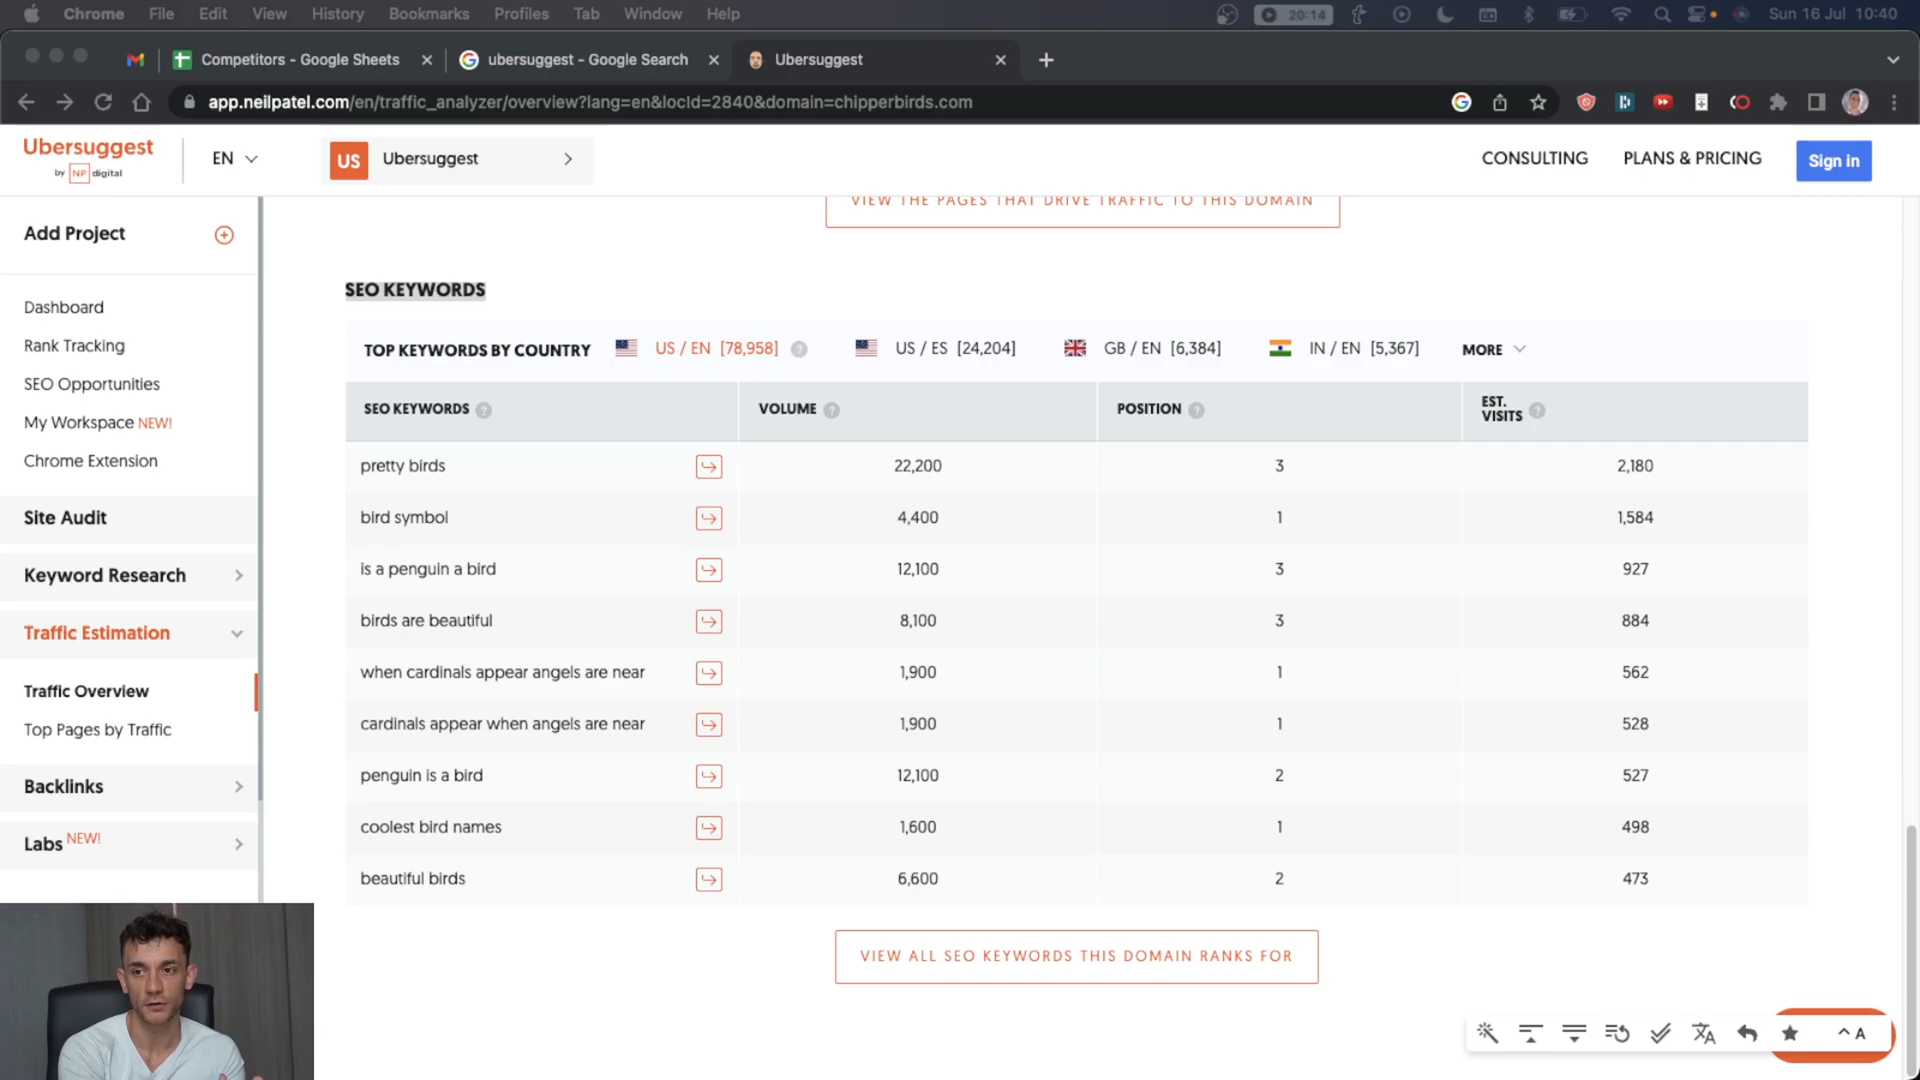 Chrome File Edit View History Bookmarks Profiles Tab Window Help 20:14 Sun 16 Jul 10:40
Competitors - Google Sheets ubersuggest - Google Search Ubersuggest
app.neilpatel.com/en/traffic_analyzer/overview?lang=en&locId=2840&domain=chipperbirds.com
Ubersuggest
by NP digital
EN
US Ubersuggest
CONSULTING PLANS & PRICING Sign in
Add Project
Dashboard
Rank Tracking
SEO Opportunities
My Workspace NEW!
Chrome Extension
Site Audit
Keyword Research
Traffic Estimation
Traffic Overview
Top Pages by Traffic
Backlinks
Labs NEW!
VIEW THE PAGES THAT DRIVE TRAFFIC TO THIS DOMAIN
SEO KEYWORDS
TOP KEYWORDS BY COUNTRY US / EN [78,958] ? US / ES [24,204] GB / EN [6,384] IN / EN [5,367] MORE
SEO KEYWORDS ? VOLUME ? POSITION ? EST. VISITS ?
pretty birds 22,200 3 2,180
bird symbol 4,400 1 1,584
is a penguin a bird 12,100 3 927
birds are beautiful 8,100 3 884
when cardinals appear angels are near 1,900 1 562
cardinals appear when angels are near 1,900 1 528
penguin is a bird 12,100 2 527
coolest bird names 1,600 1 498
beautiful birds 6,600 2 473
VIEW ALL SEO KEYWORDS THIS DOMAIN RANKS FOR
A